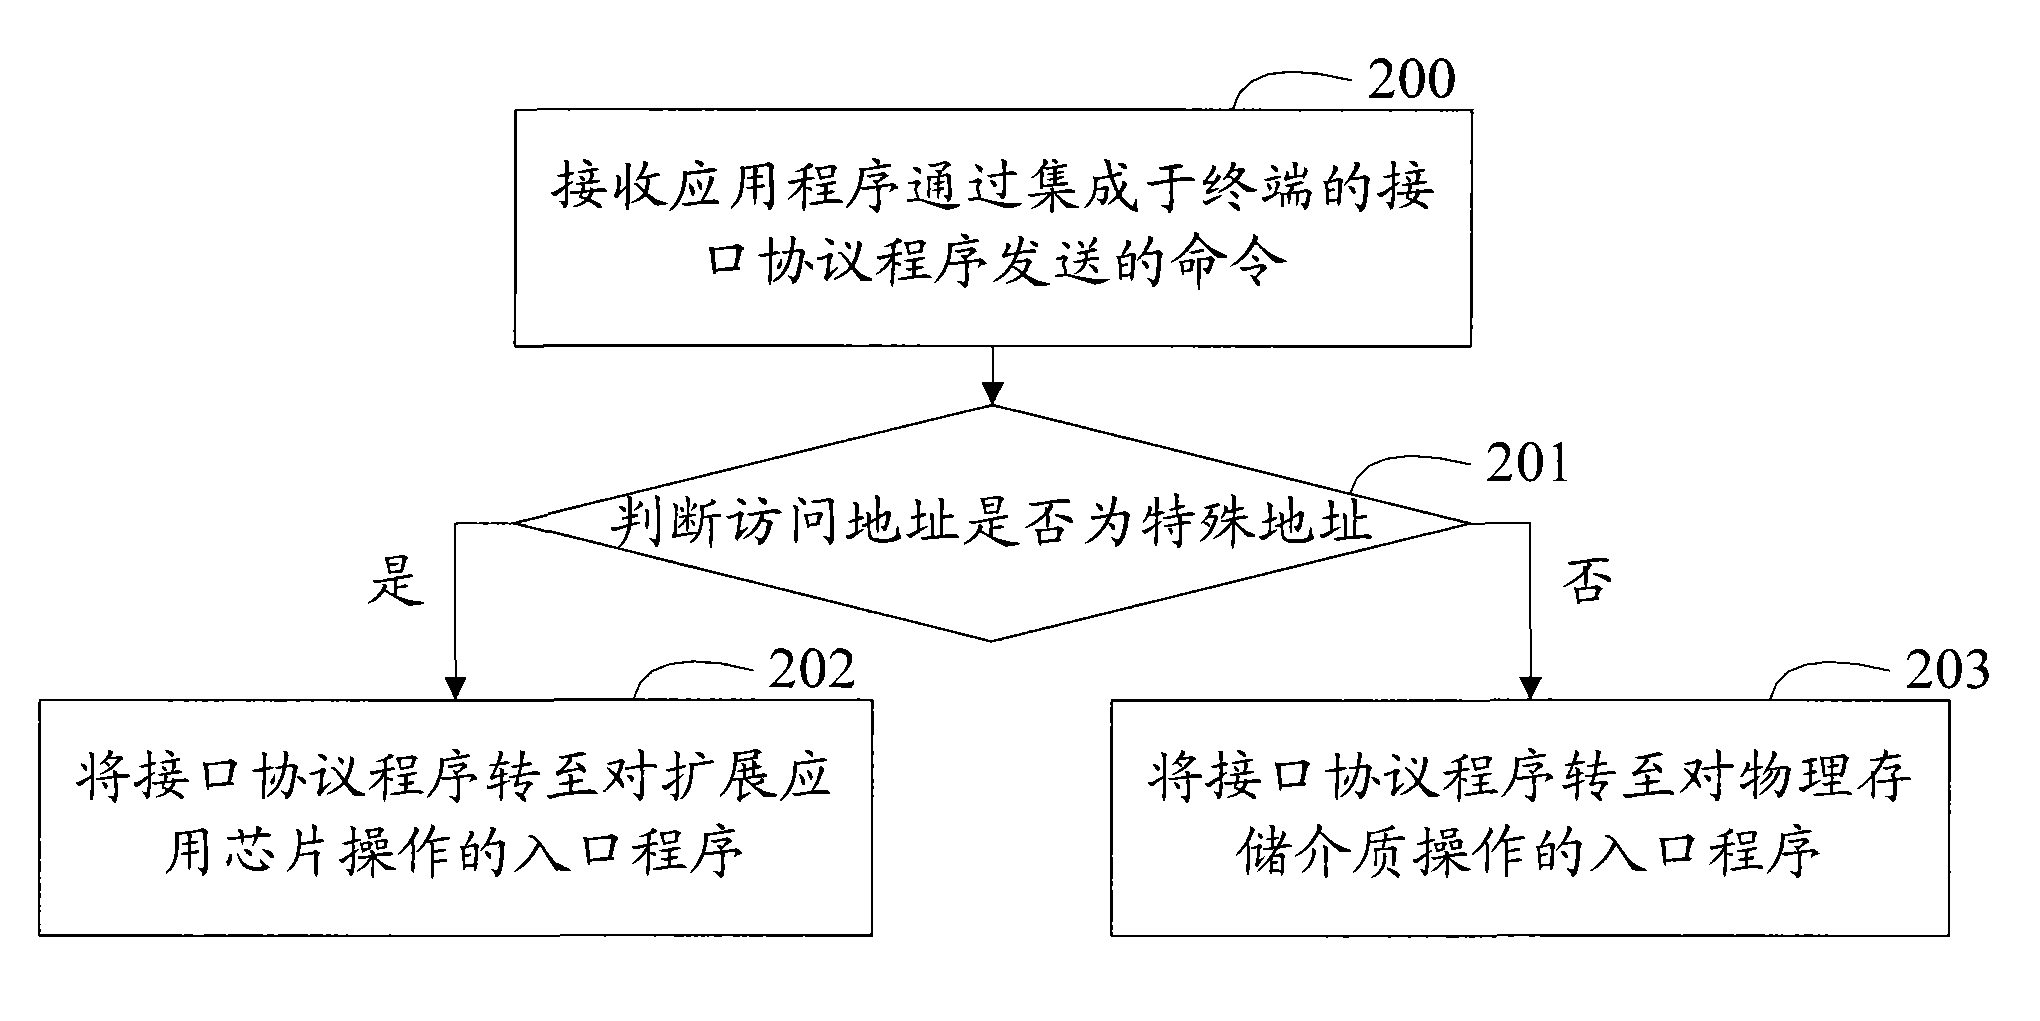 200
接收应用程序通过集成于终端的接
口协议程序发送的命令
201
判断访问地址是否为特殊地址
是
否
202
将接口协议程序转至对扩展应
用芯片操作的入口程序
203
将接口协议程序转至对物理存
储介质操作的入口程序